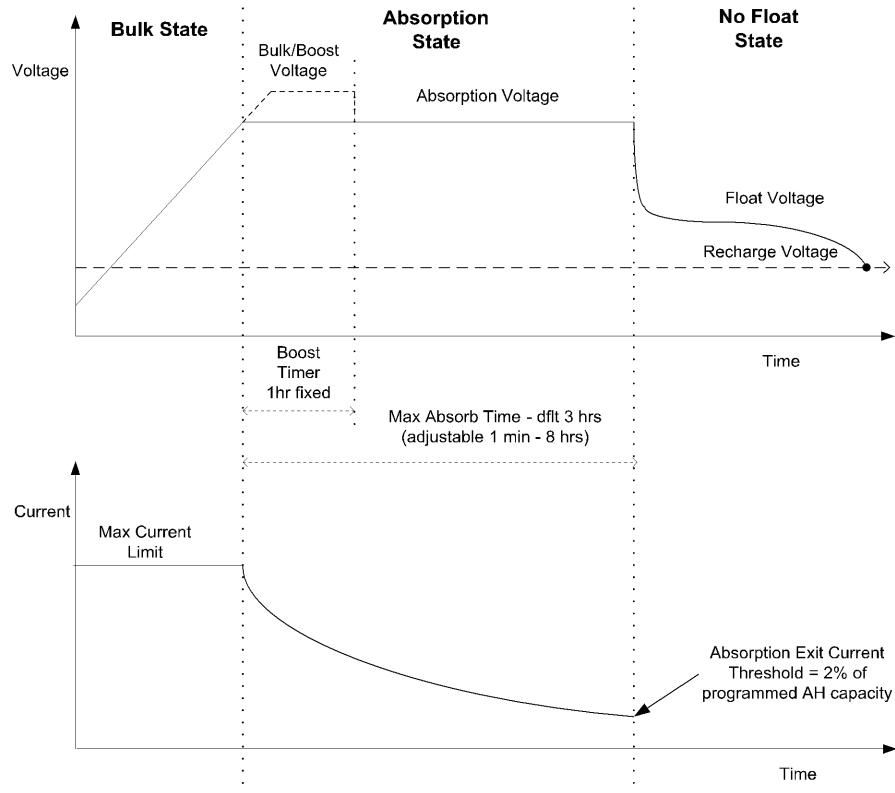 Bulk State
Absorption
State
No Float
State
Voltage
Bulk/Boost
Voltage
Absorption Voltage
Float Voltage
Recharge Voltage
Time
Boost
Timer
1hr fixed
Max Absorb Time - dflt 3 hrs
(adjustable 1 min - 8 hrs)
Current
Max Current
Limit
Absorption Exit Current
Threshold = 2% of
programmed AH capacity
Time